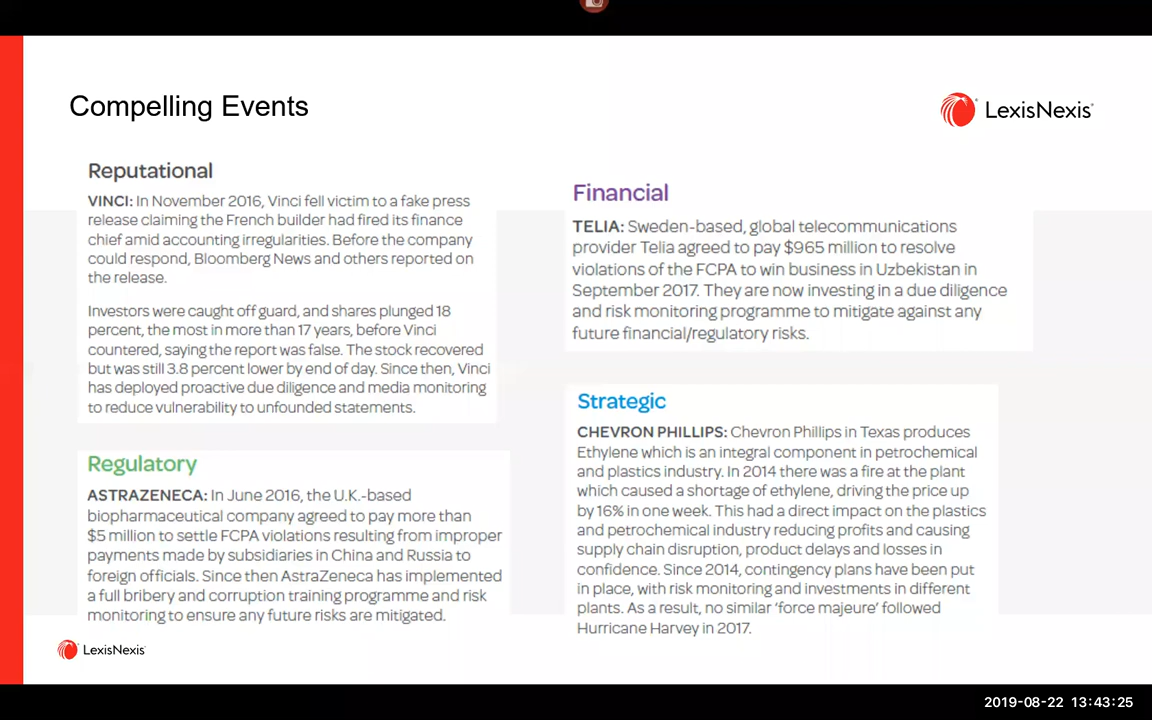 Compelling Events
LexisNexis®
Reputational
VINCI: In November 2016, Vinci fell victim to a fake press
release claiming the French builder had fired its finance
chief amid accounting irregularities. Before the company
could respond, Bloomberg News and others reported on
the release.
Investors were caught off guard, and shares plunged 18
percent, the most in more than 17 years, before Vinci
countered, saying the report was false. The stock recovered
but was still 3.8 percent lower by end of day. Since then, Vinci
has deployed proactive due diligence and media monitoring
to reduce vulnerability to unfounded statements.
Regulatory
ASTRAZENECA: In June 2016, the U.K.-based
biopharmaceutical company agreed to pay more than
$5 million to settle FCPA violations resulting from improper
payments made by subsidiaries in China and Russia to
foreign officials. Since then AstraZeneca has implemented
a full bribery and corruption training programme and risk
monitoring to ensure any future risks are mitigated.
Financial
TELIA: Sweden-based, global telecommunications
provider Telia agreed to pay $965 million to resolve
violations of the FCPA to win business in Uzbekistan in
September 2017. They are now investing in a due diligence
and risk monitoring programme to mitigate against any
future financial/regulatory risks.
Strategic
CHEVRON PHILLIPS: Chevron Phillips in Texas produces
Ethylene which is an integral component in petrochemical
and plastics industry. In 2014 there was a fire at the plant
which caused a shortage of ethylene, driving the price up
by 16% in one week. This had a direct impact on the plastics
and petrochemical industry reducing profits and causing
supply chain disruption, product delays and losses in
confidence. Since 2014, contingency plans have been put
in place, with risk monitoring and investments in different
plants. As a result, no similar ‘force majeure’ followed
Hurricane Harvey in 2017.
LexisNexis®
2019-08-22 13:43:25